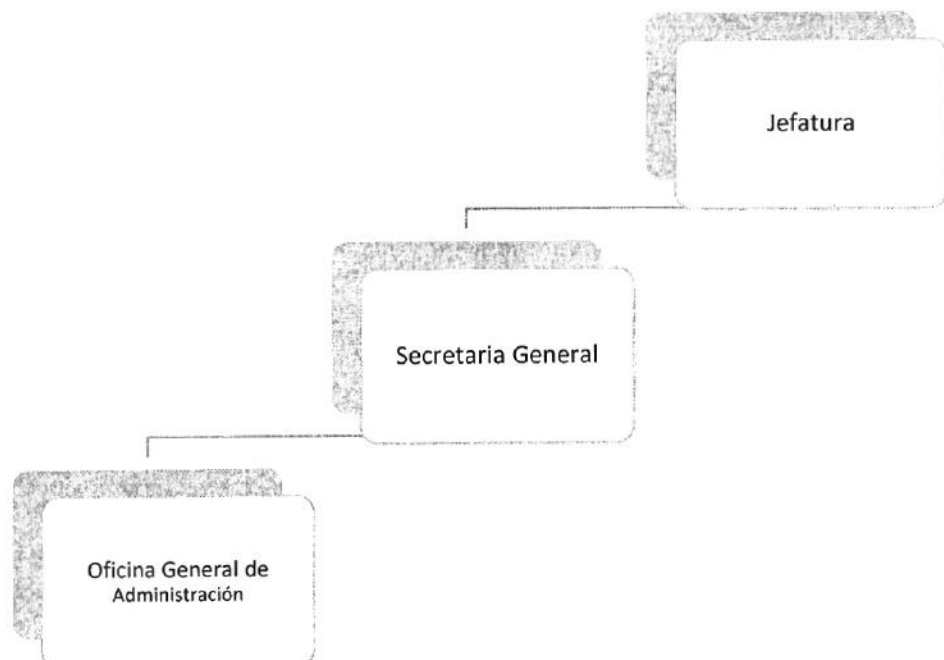 Jefatura
Secretaria General
Oficina General de
Administración